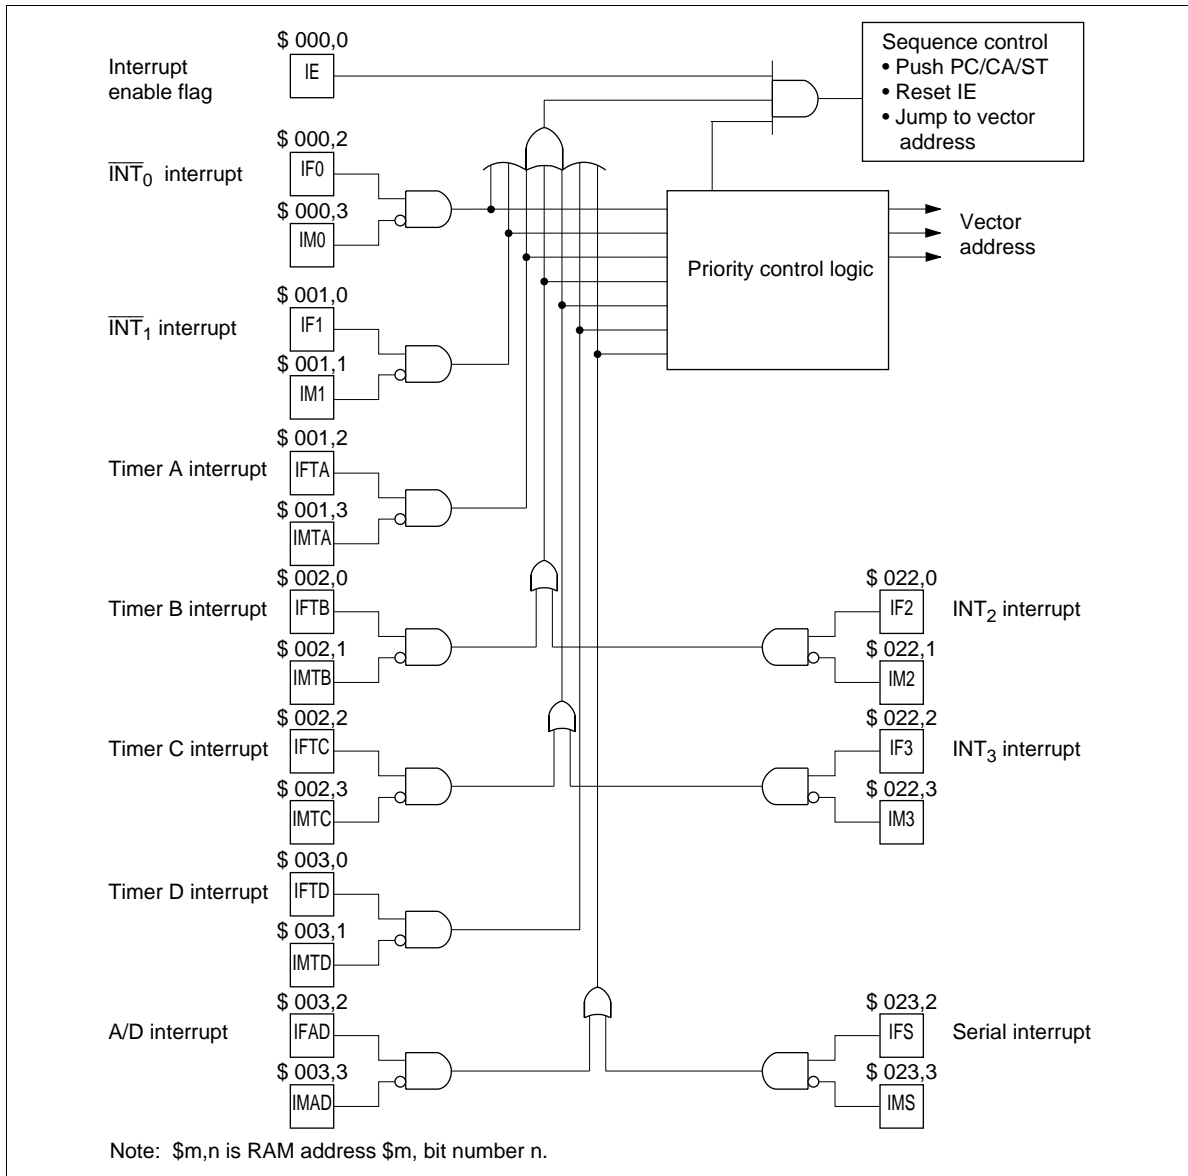 $ 000,0
Interrupt
enable flag
IE
Sequence control
• Push PC/CA/ST
• Reset IE
• Jump to vector
address
$ 000,2
INT0 interrupt
IF0
$ 000,3
IM0
Priority control logic
Vector
address
$ 001,0
INT1 interrupt
IF1
$ 001,1
IM1
$ 001,2
Timer A interrupt
IFTA
$ 001,3
IMTA
$ 002,0
Timer B interrupt
IFTB
$ 002,1
IMTB
$ 022,0
IF2
INT2 interrupt
$ 022,1
IM2
$ 002,2
Timer C interrupt
IFTC
$ 002,3
IMTC
$ 022,2
IF3
INT3 interrupt
$ 022,3
IM3
$ 003,0
Timer D interrupt
IFTD
$ 003,1
IMTD
$ 003,2
A/D interrupt
IFAD
$ 003,3
IMAD
$ 023,2
IFS
Serial interrupt
$ 023,3
IMS
Note: $m,n is RAM address $m, bit number n.